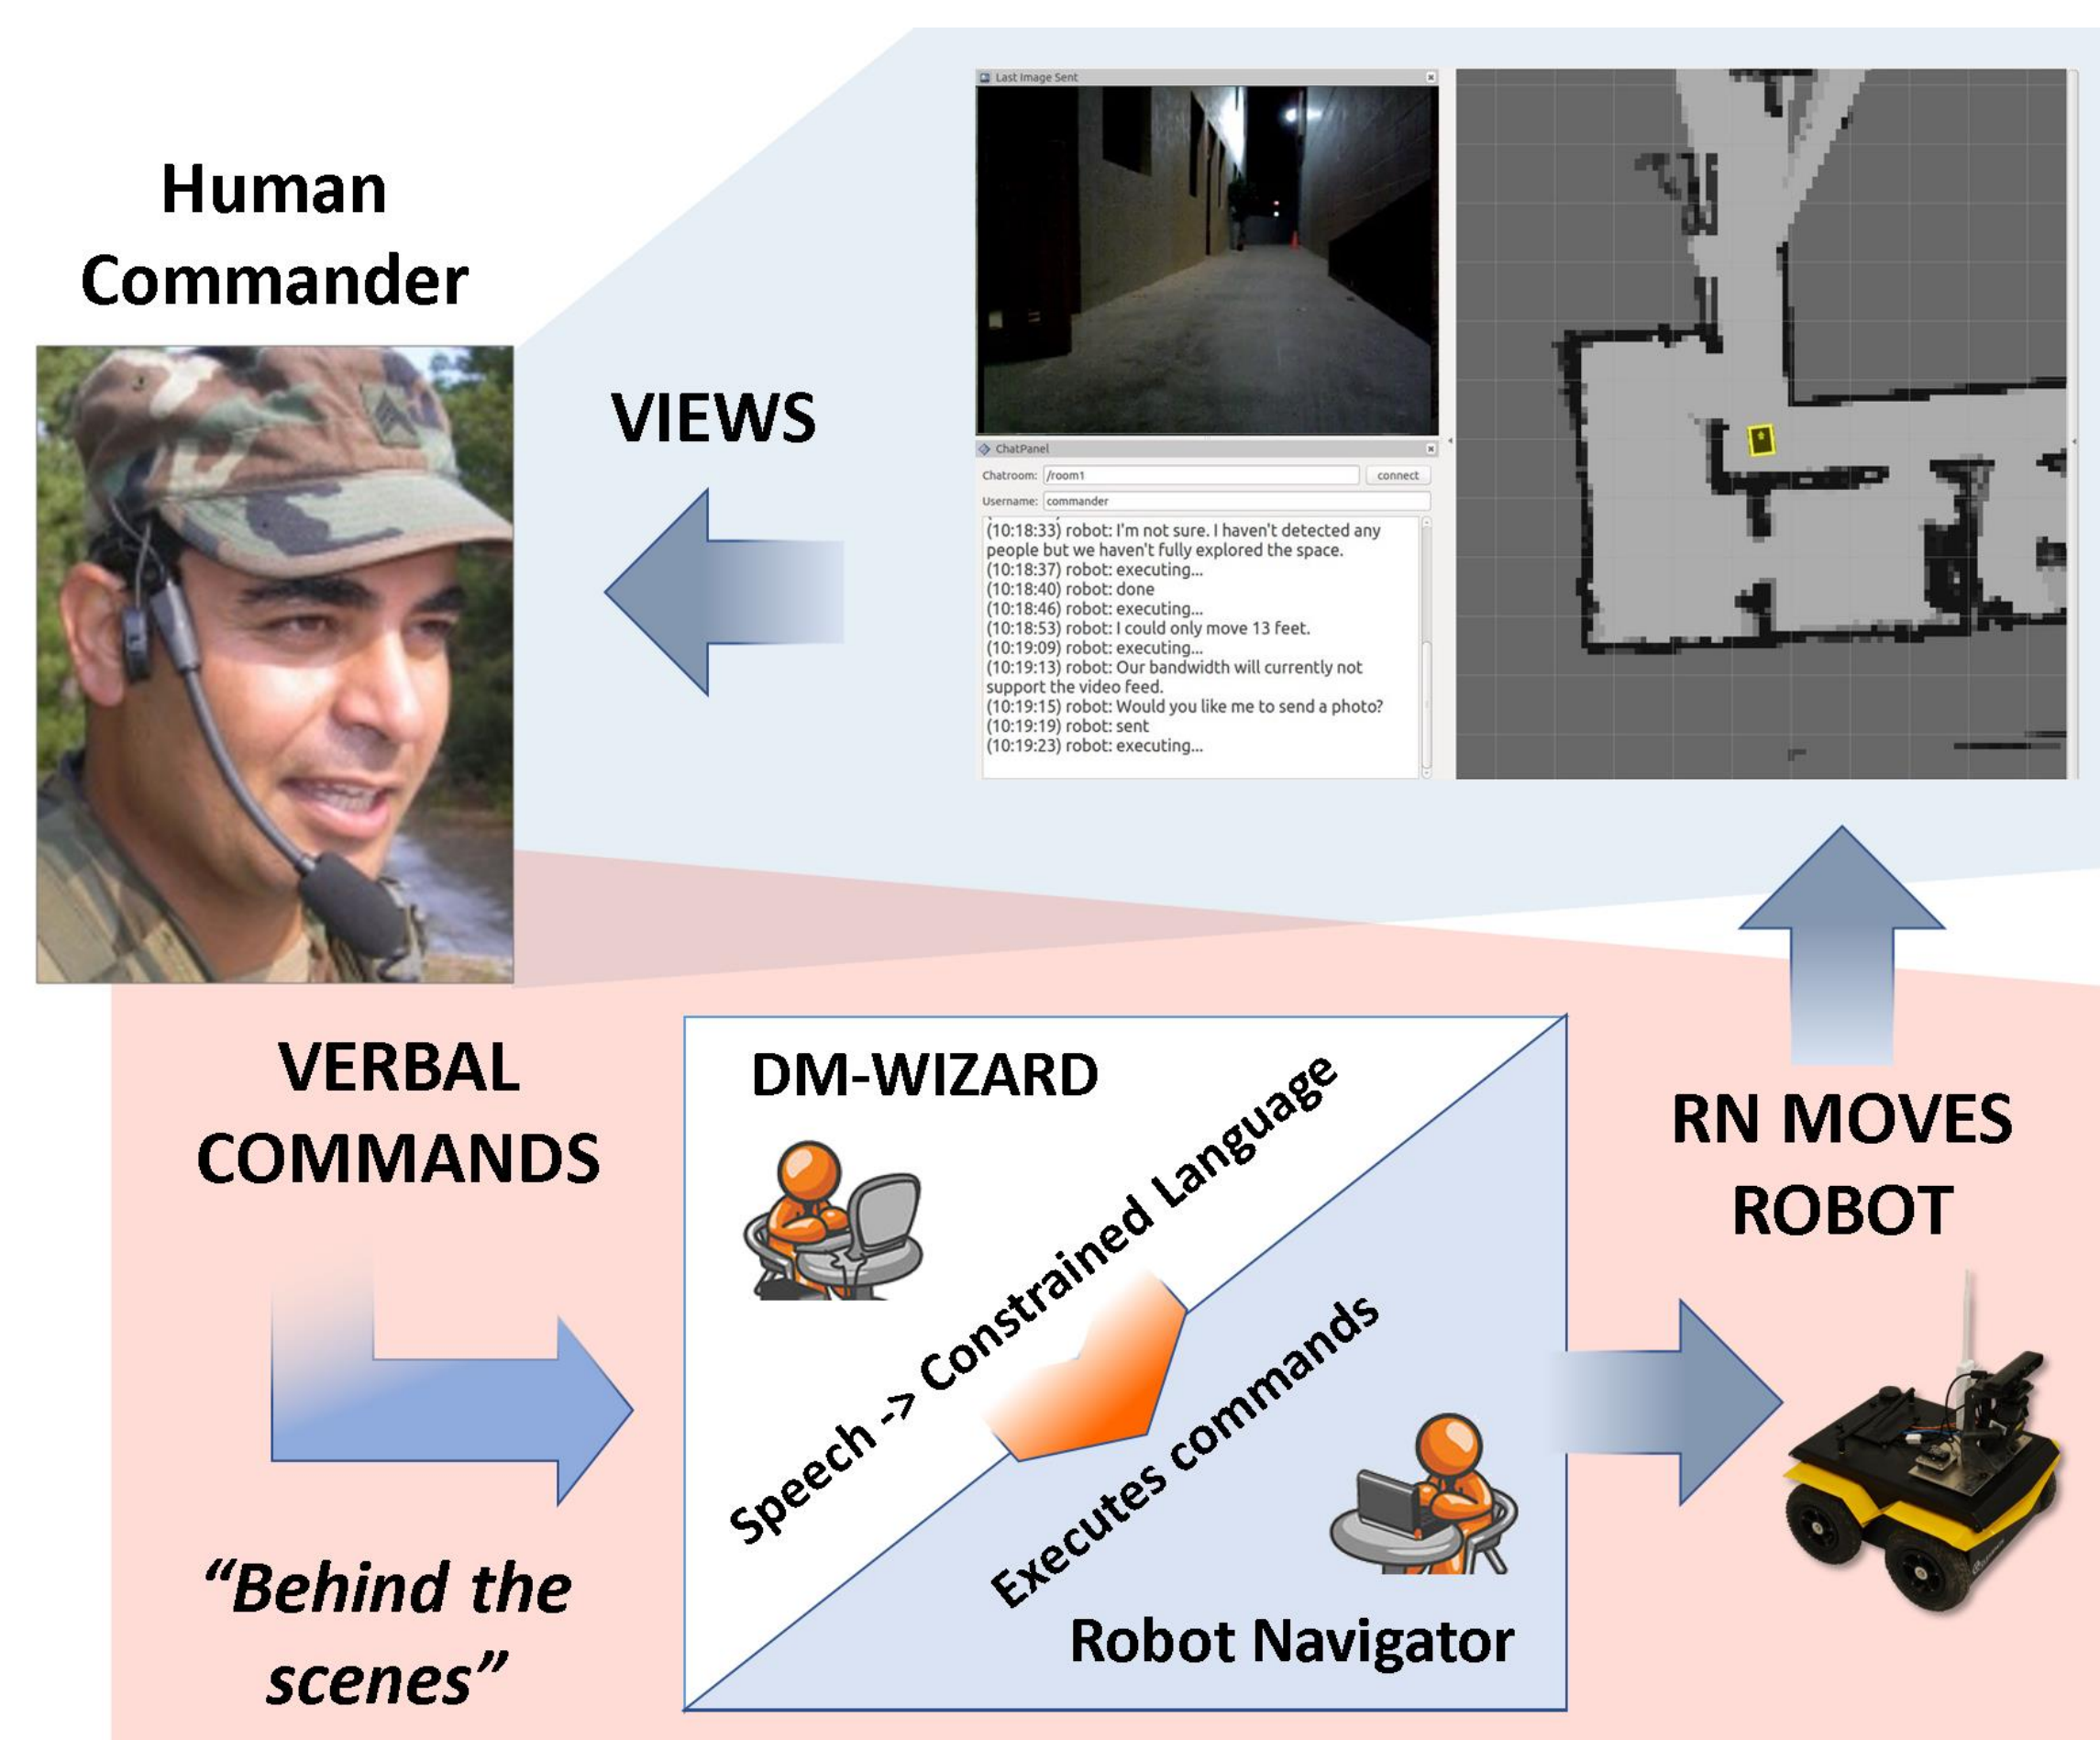 Human
Commander
VIEWS
Last Image Sent
ChatPanel
Chatroom: /room1 connect
Username: commander
(10:18:33) robot: I'm not sure. I haven't detected any
people but we haven't fully explored the space.
(10:18:37) robot: executing...
(10:18:40) robot: done
(10:18:46) robot: executing...
(10:18:53) robot: I could only move 13 feet.
(10:19:09) robot: executing...
(10:19:13) robot: Our bandwidth will currently not
support the video feed.
(10:19:15) robot: Would you like me to send a photo?
(10:19:19) robot: sent
(10:19:23) robot: executing...
VERBAL
COMMANDS
"Behind the
scenes"
DM-WIZARD
Speech -> Constrained Language
Executes commands
Robot Navigator
RN MOVES
ROBOT